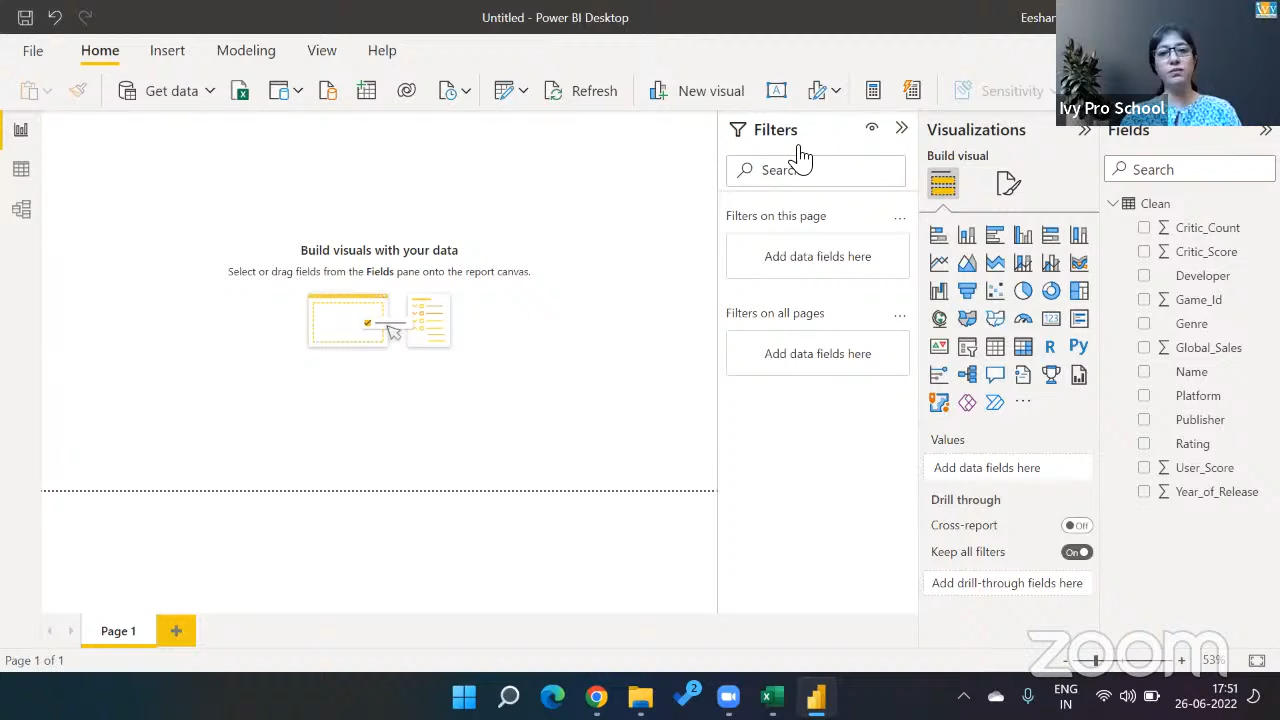 Untitled - Power BI Desktop
Eeshan
File Home Insert Modeling View Help
Get data
Refresh
New visual
Sensitivity
Ivy Pro School
Filters
Search
Filters on this page
...
Add data fields here
Filters on all pages
...
Add data fields here
Visualizations
Build visual
R
Py
...
Values
Add data fields here
Drill through
Cross-report
Off
Keep all filters
On
Add drill-through fields here
Fields
Search
Clean
Critic_Count
Critic_Score
Developer
Game_Id
Genre
Global_Sales
Name
Platform
Publisher
Rating
User_Score
Year_of_Release
Build visuals with your data
Select or drag fields from the Fields pane onto the report canvas.
Page 1
Page 1 of 1
zoom
53%
2
ENG
IN
17:51
26-06-2022